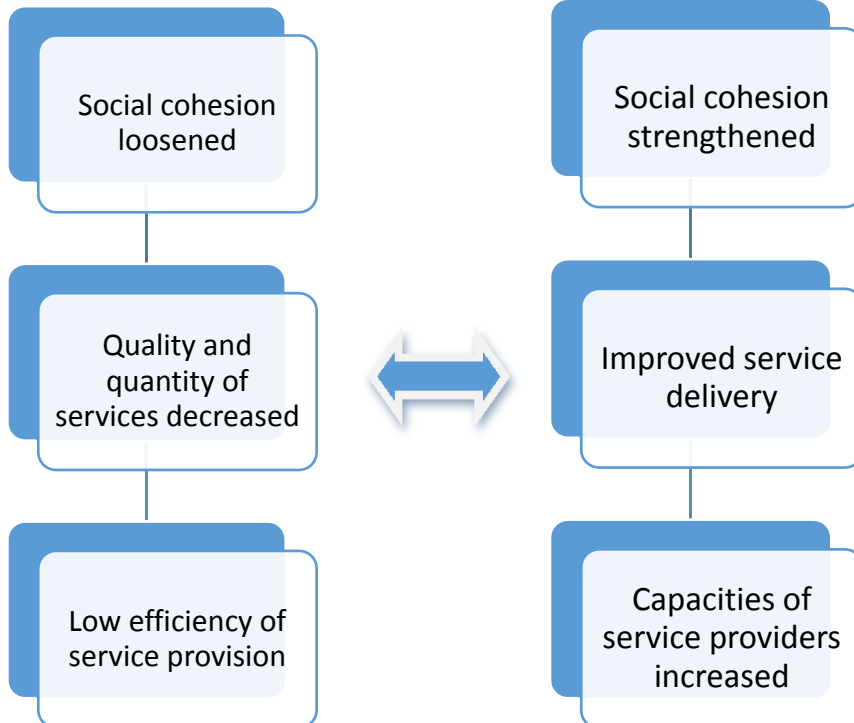 Social cohesion
loosened
Quality and
quantity of
services decreased
Low efficiency of
service provision
Social cohesion
strengthened
Improved service
delivery
Capacities of
service providers
increased